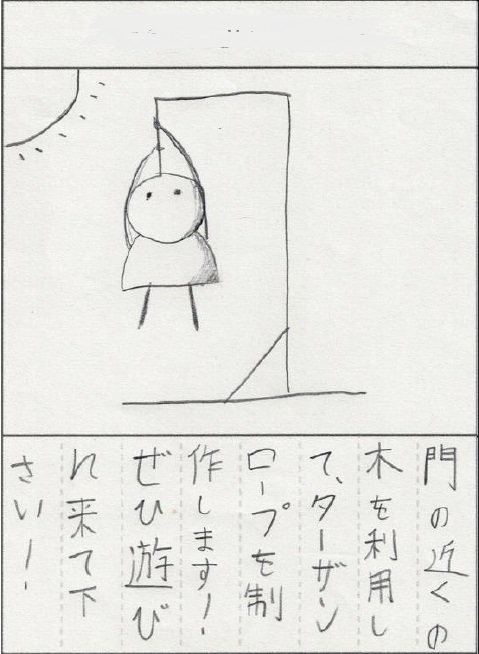 門の近くの
木を利用し
て、ターザン
ロープを制
作します!
ぜひ遊び
に来て下
さい!